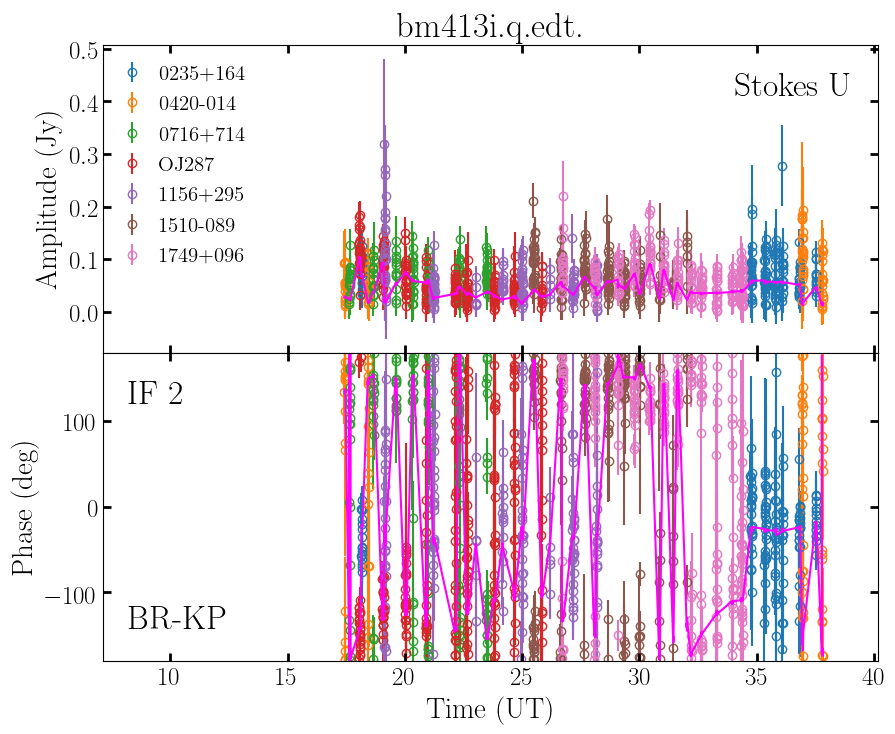 bm413i.q.edt.
Stokes U
0235+164
0420-014
0716+714
OJ287
1156+295
1510-089
1749+096
Amplitude (Jy)
0.5
0.4
0.3
0.2
0.1
0.0
IF 2
BR-KP
Phase (deg)
100
0
−100
10 15 20 25 30 35 40
Time (UT)